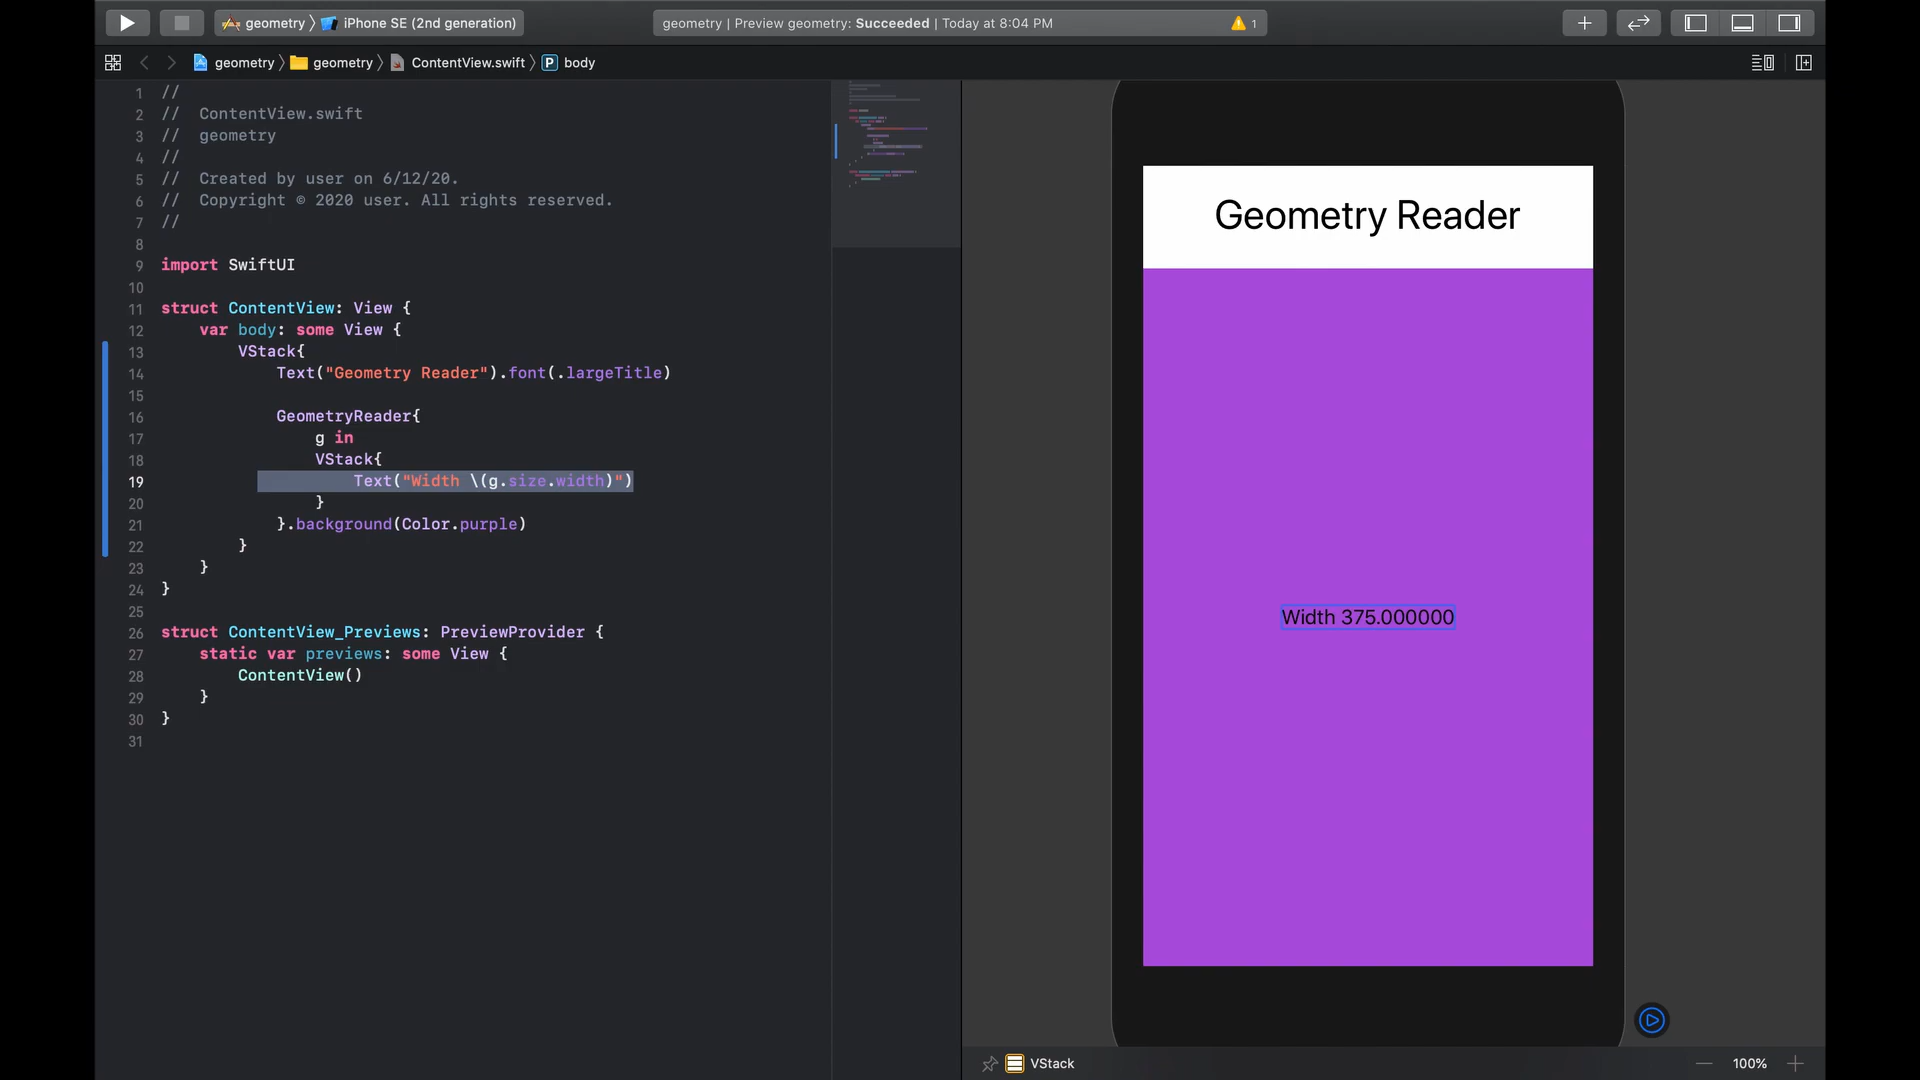 geometry 〉 iPhone SE (2nd generation)
geometry | Preview geometry: Succeeded | Today at 8:04 PM
1
geometry 〉 geometry 〉 ContentView.swift 〉 P body
1 //
2 //  ContentView.swift
3 //  geometry
4 //
5 //  Created by user on 6/12/20.
6 //  Copyright © 2020 user. All rights reserved.
7 //
8
9 import SwiftUI
10
11 struct ContentView: View {
12     var body: some View {
13         VStack{
14             Text("Geometry Reader").font(.largeTitle)
15
16             GeometryReader{
17                 g in
18                 VStack{
19                     Text("Width \(g.size.width)")
20                 }
21             }.background(Color.purple)
22         }
23     }
24 }
25
26 struct ContentView_Previews: PreviewProvider {
27     static var previews: some View {
28         ContentView()
29     }
30 }
31
Geometry Reader
Width 375.000000
VStack
100%